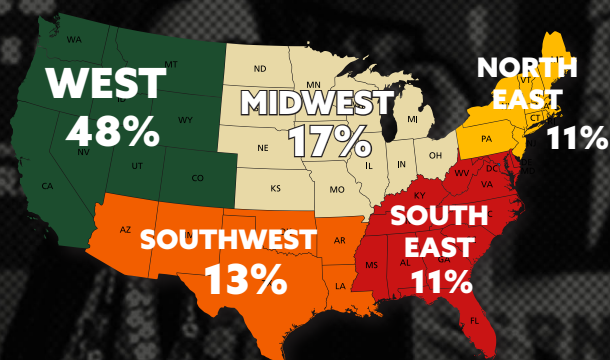 WEST
48%
MIDWEST
17%
NORTH
EAST
11%
SOUTHWEST
13%
SOUTH
EAST
11%
WA
MT
ND
MN
ID
WY
NE
MI
VT
CT
PA
NV
UT
CO
KS
MO
IL
IN
OH
WV
DC
VA
KY
CA
AZ
AR
LA
MS
AL
GA
FL